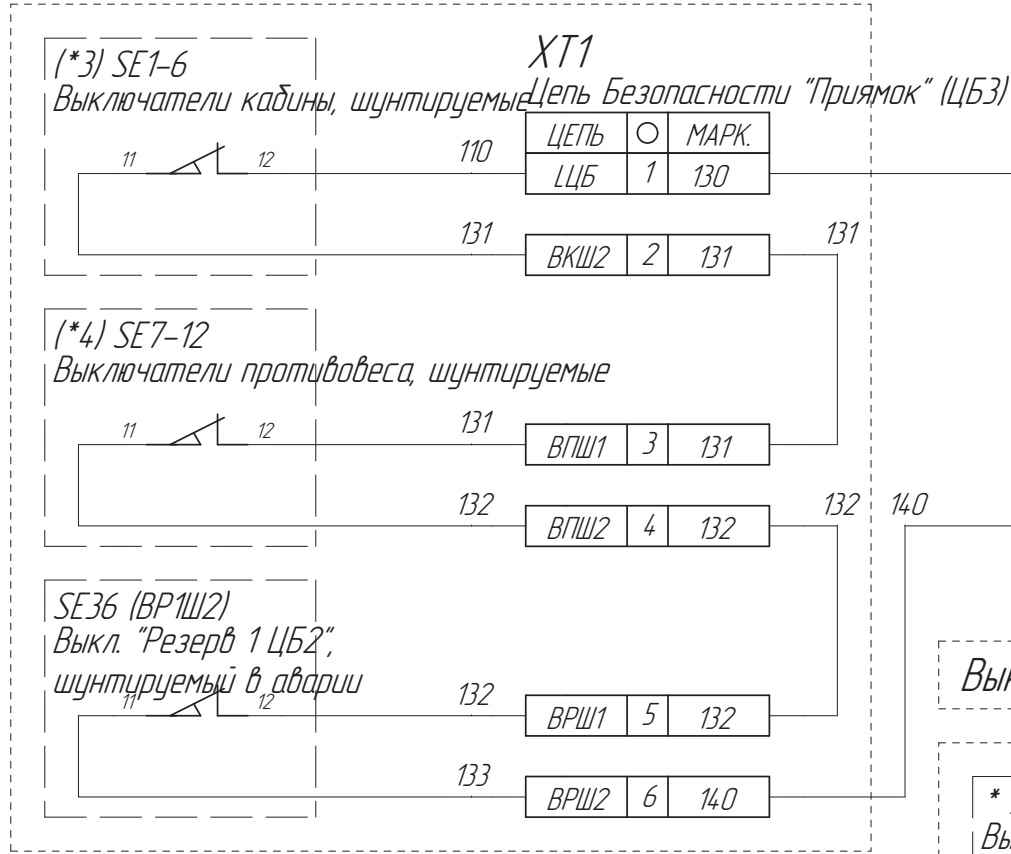 (*3) SE1-6
Выключатели кабины, шунтируемые
XT1
Цепь Безопасности "Приямок" (ЦБ3)
ЦЕПЬ ○ МАРК.
11 12 110 LЦБ 1 130
131 ВКШ2 2 131 131
(*4) SE7-12
Выключатели противовеса, шунтируемые
11 12 131 ВПШ1 3 131
132 ВПШ2 4 132 132 140
SE36 (ВР1Ш2)
Выкл. "Резерв 1 ЦБ2",
шунтируемый в аварии
11 12 132 ВРШ1 5 132
133 ВРШ2 6 140
Вык
*
Вы